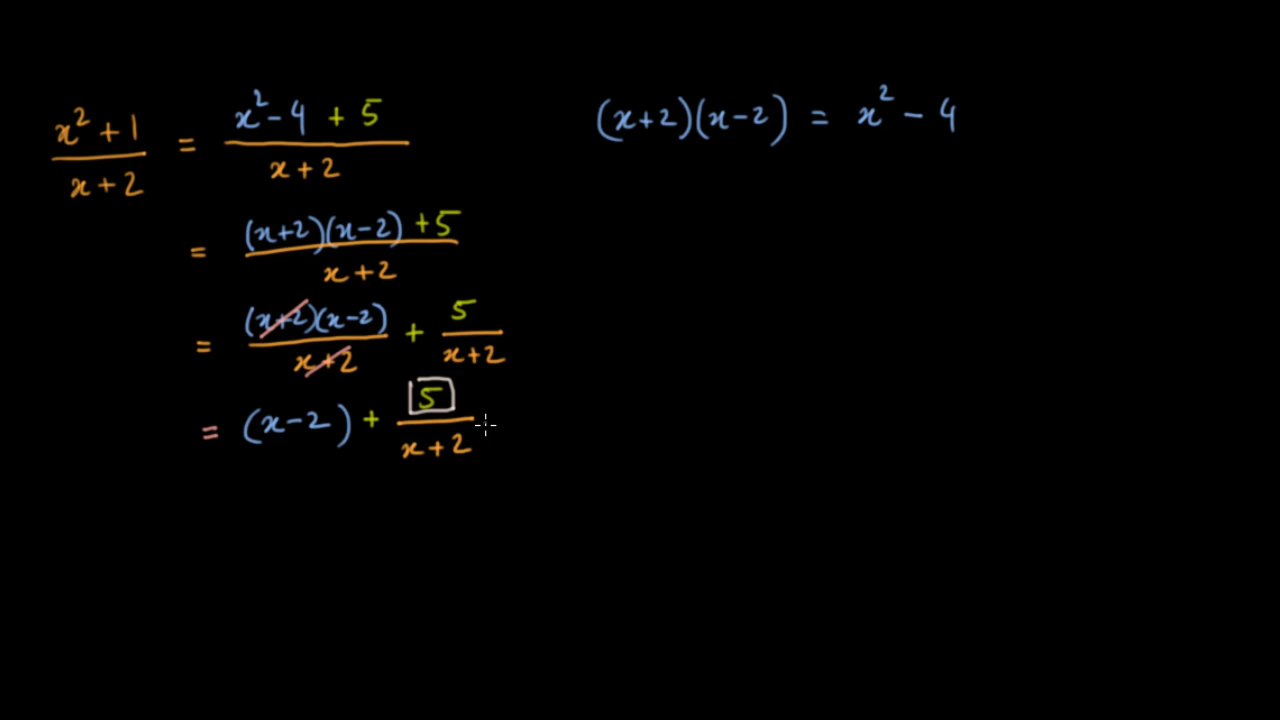 (x² + 1)/(x + 2) = (x² - 4 + 5)/(x + 2)
(x+2)(x-2) = x² - 4
= ((x+2)(x-2) + 5)/(x + 2)
= ((x+2)(x-2))/(x+2) + 5/(x+2)
= (x-2) + 5/(x+2)